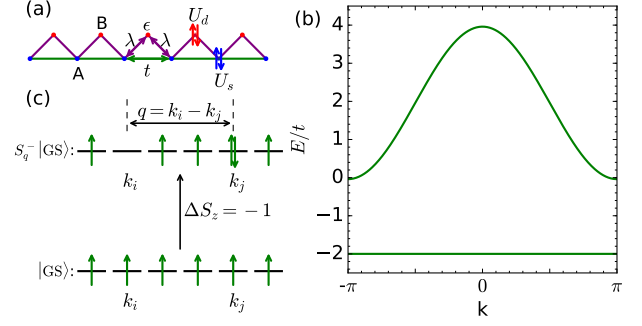 (a)
B
ϵ
U_d
λ
λ
A
t
U_s
(c)
q = k_i − k_j
S_q^- |GS⟩:
k_i
k_j
ΔS_z = −1
|GS⟩:
k_i
k_j
(b)
E/t
4
3
2
1
0
−1
−2
-π
0
π
k